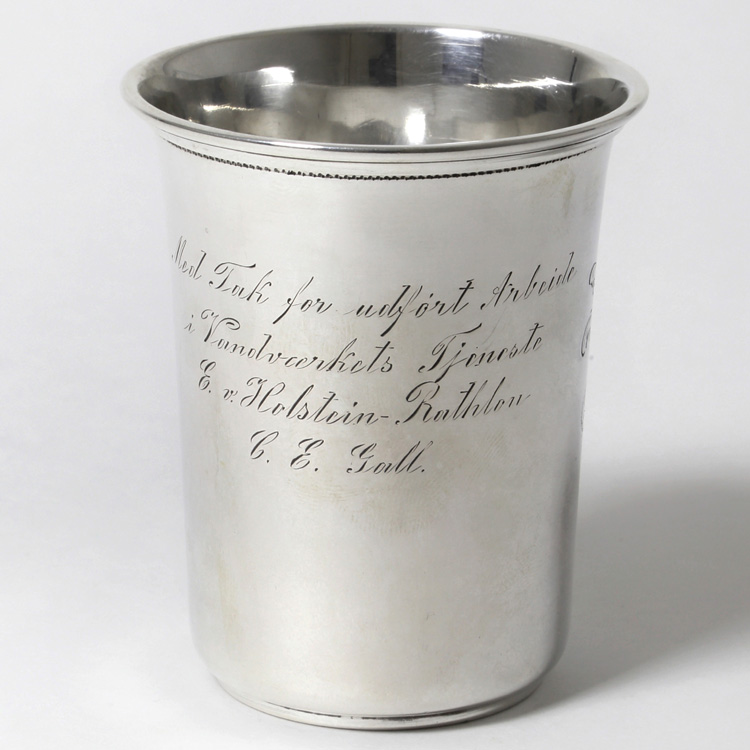 Med Tak for udført Arbeide
i Vandværkets Tjeneste
E. v. Holstein-Rathlou
C. E. Gall.